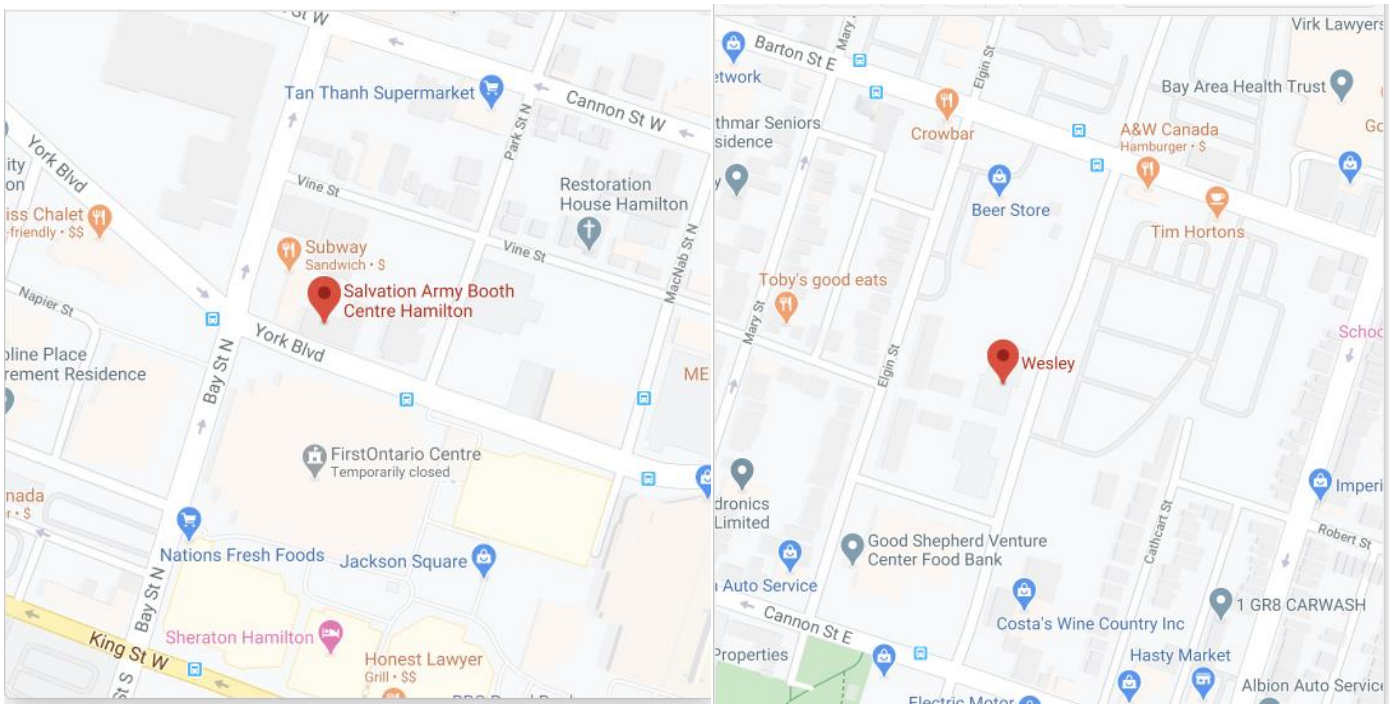 St W
Tan Thanh Supermarket
Cannon St W
Park St N
York Blvd
Vine St
Restoration
House Hamilton
ity
on
iss Chalet
-friendly • $$
Subway
Sandwich • $
Vine St
MacNab St N
Salvation Army Booth
Centre Hamilton
Napier St
York Blvd
oline Place
rement Residence
Bay St N
ME
FirstOntario Centre
Temporarily closed
nada
r • $
Nations Fresh Foods
Jackson Square
Bay St N
Sheraton Hamilton
King St W
Honest Lawyer
Grill • $$
St S
Virk Lawyers
Mary
Barton St E
Elgin St
etwork
Bay Area Health Trust
thmar Seniors
sidence
Crowbar
A&W Canada
Hamburger • $
Go
y
Beer Store
Tim Hortons
Toby's good eats
Mary St
Elgin St
Wesley
Schoo
dronics
Limited
Imperi
Cathcart St
Robert St
Good Shepherd Venture
Center Food Bank
Auto Service
1 GR8 CARWASH
Costa's Wine Country Inc
Cannon St E
Properties
Hasty Market
Albion Auto Service
Electric Motor